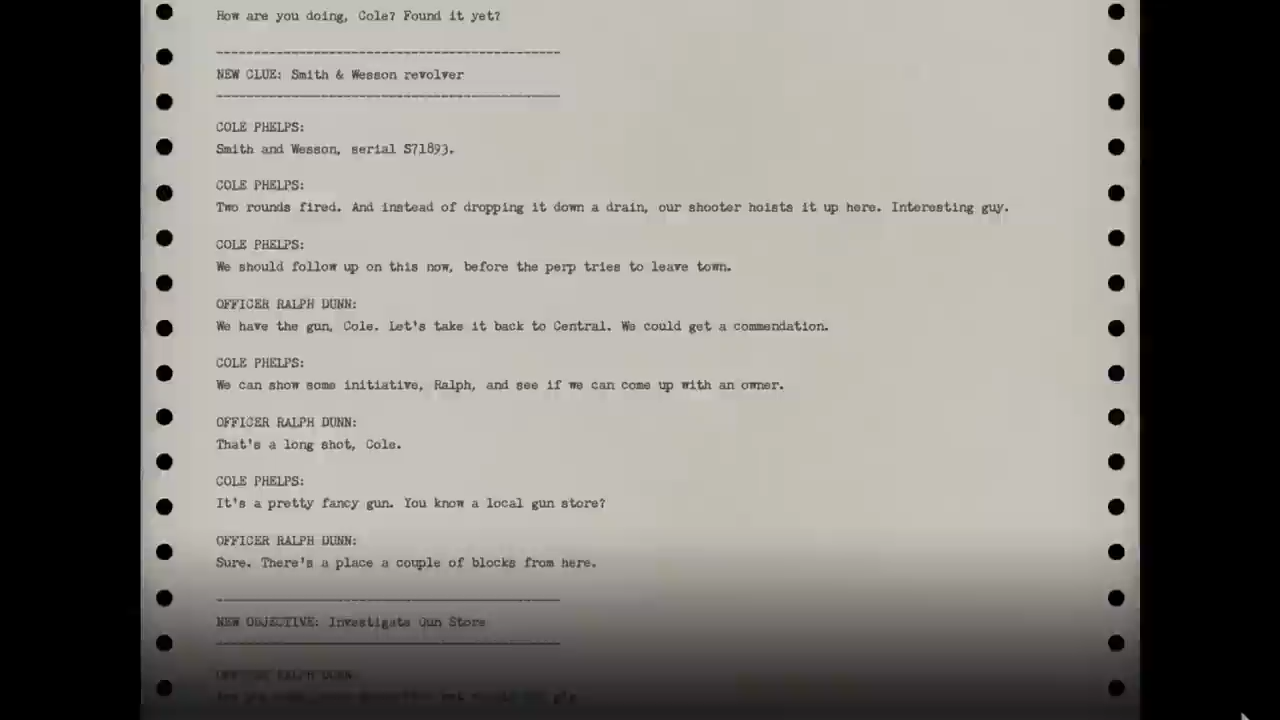 How are you doing, Cole? Found it yet?
NEW CLUE: Smith & Wesson revolver
COLE PHELPS:
Smith and Wesson, serial S71893.
COLE PHELPS:
Two rounds fired. And instead of dropping it down a drain, our shooter hoists it up here. Interesting guy.
COLE PHELPS:
We should follow up on this now, before the perp tries to leave town.
OFFICER RALPH DUNN:
We have the gun, Cole. Let's take it back to Central. We could get a commendation.
COLE PHELPS:
We can show some initiative, Ralph, and see if we can come up with an owner.
OFFICER RALPH DUNN:
That's a long shot, Cole.
COLE PHELPS:
It's a pretty fancy gun. You know a local gun store?
OFFICER RALPH DUNN:
Sure. There's a place a couple of blocks from here.
NEW OBJECTIVE: Investigate Gun Store
OFFICER RALPH DUNN: